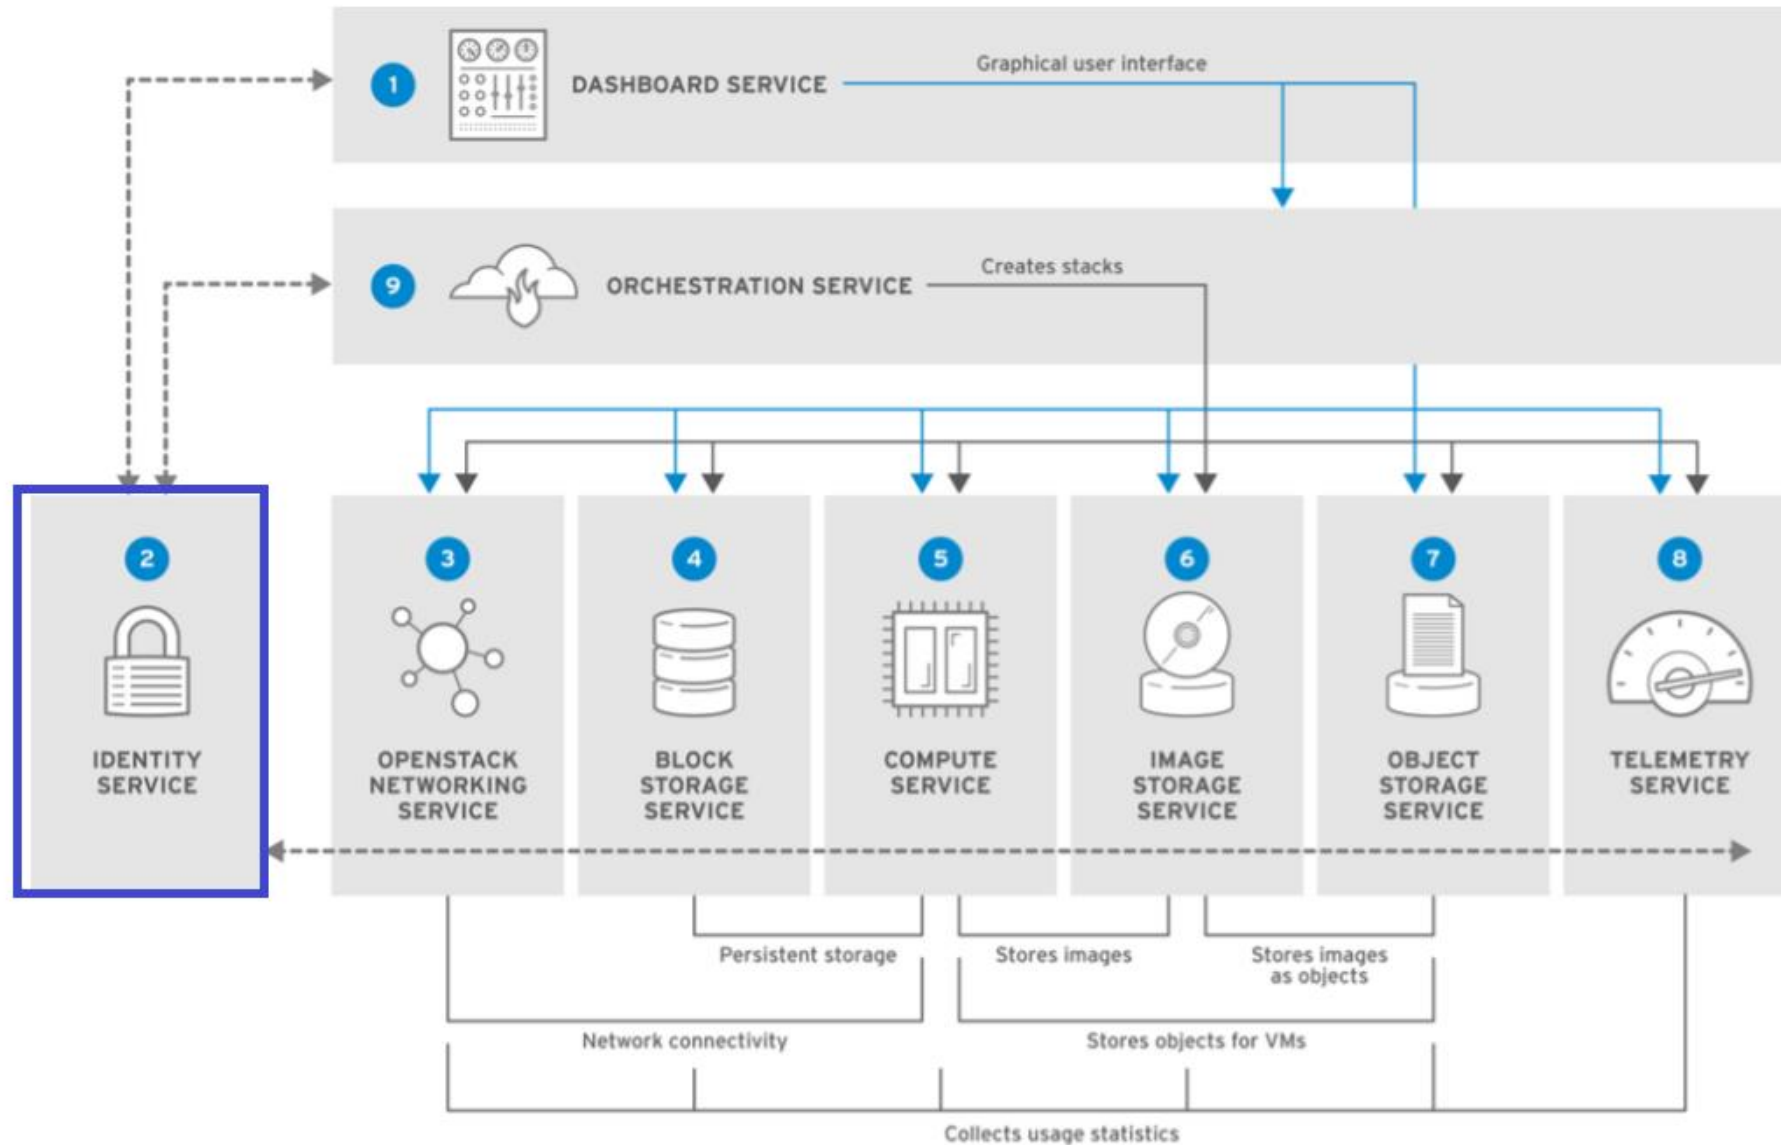 1
DASHBOARD SERVICE
Graphical user interface
9
ORCHESTRATION SERVICE
Creates stacks
2
IDENTITY
SERVICE
3
OPENSTACK
NETWORKING
SERVICE
4
BLOCK
STORAGE
SERVICE
5
COMPUTE
SERVICE
6
IMAGE
STORAGE
SERVICE
7
OBJECT
STORAGE
SERVICE
8
TELEMETRY
SERVICE
Persistent storage
Stores images
Stores images
as objects
Network connectivity
Stores objects for VMs
Collects usage statistics